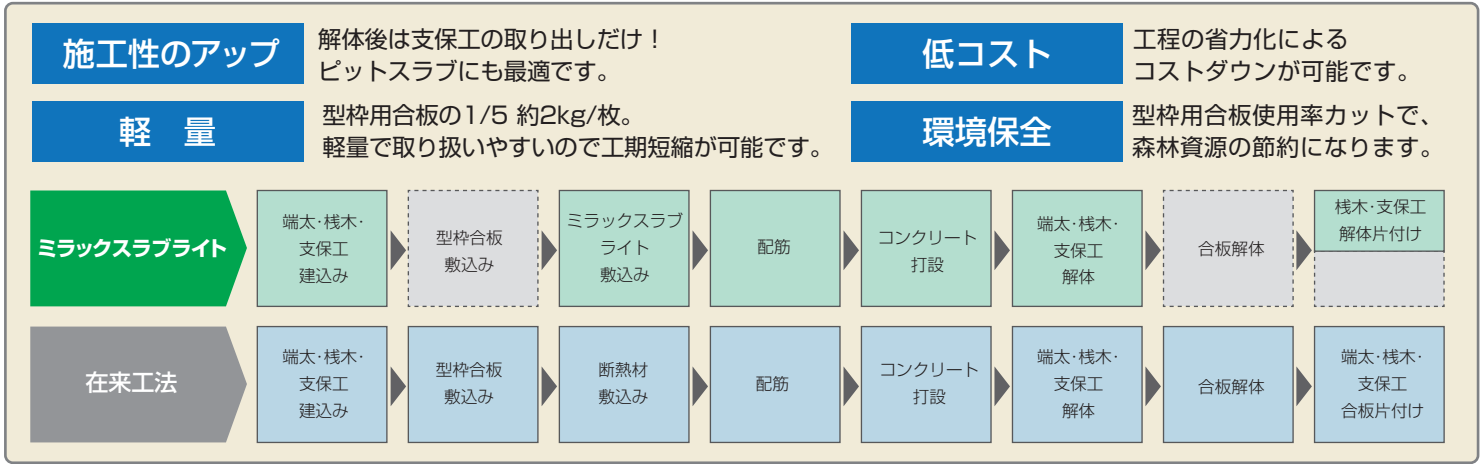 施工性のアップ
解体後は支保工の取り出しだけ！
ピットスラブにも最適です。
低コスト
工程の省力化による
コストダウンが可能です。
軽　量
型枠用合板の1/5 約2kg/枚。
軽量で取り扱いやすいので工期短縮が可能です。
環境保全
型枠用合板使用率カットで、
森林資源の節約になります。
ミラックスラブライト
端太・桟木・
支保工
建込み
型枠合板
敷込み
ミラックスラブ
ライト
敷込み
配筋
コンクリート
打設
端太・桟木・
支保工
解体
合板解体
桟木・支保工
解体片付け
在来工法
端太・桟木・
支保工
建込み
型枠合板
敷込み
断熱材
敷込み
配筋
コンクリート
打設
端太・桟木・
支保工
解体
合板解体
端太・桟木・
支保工
合板片付け